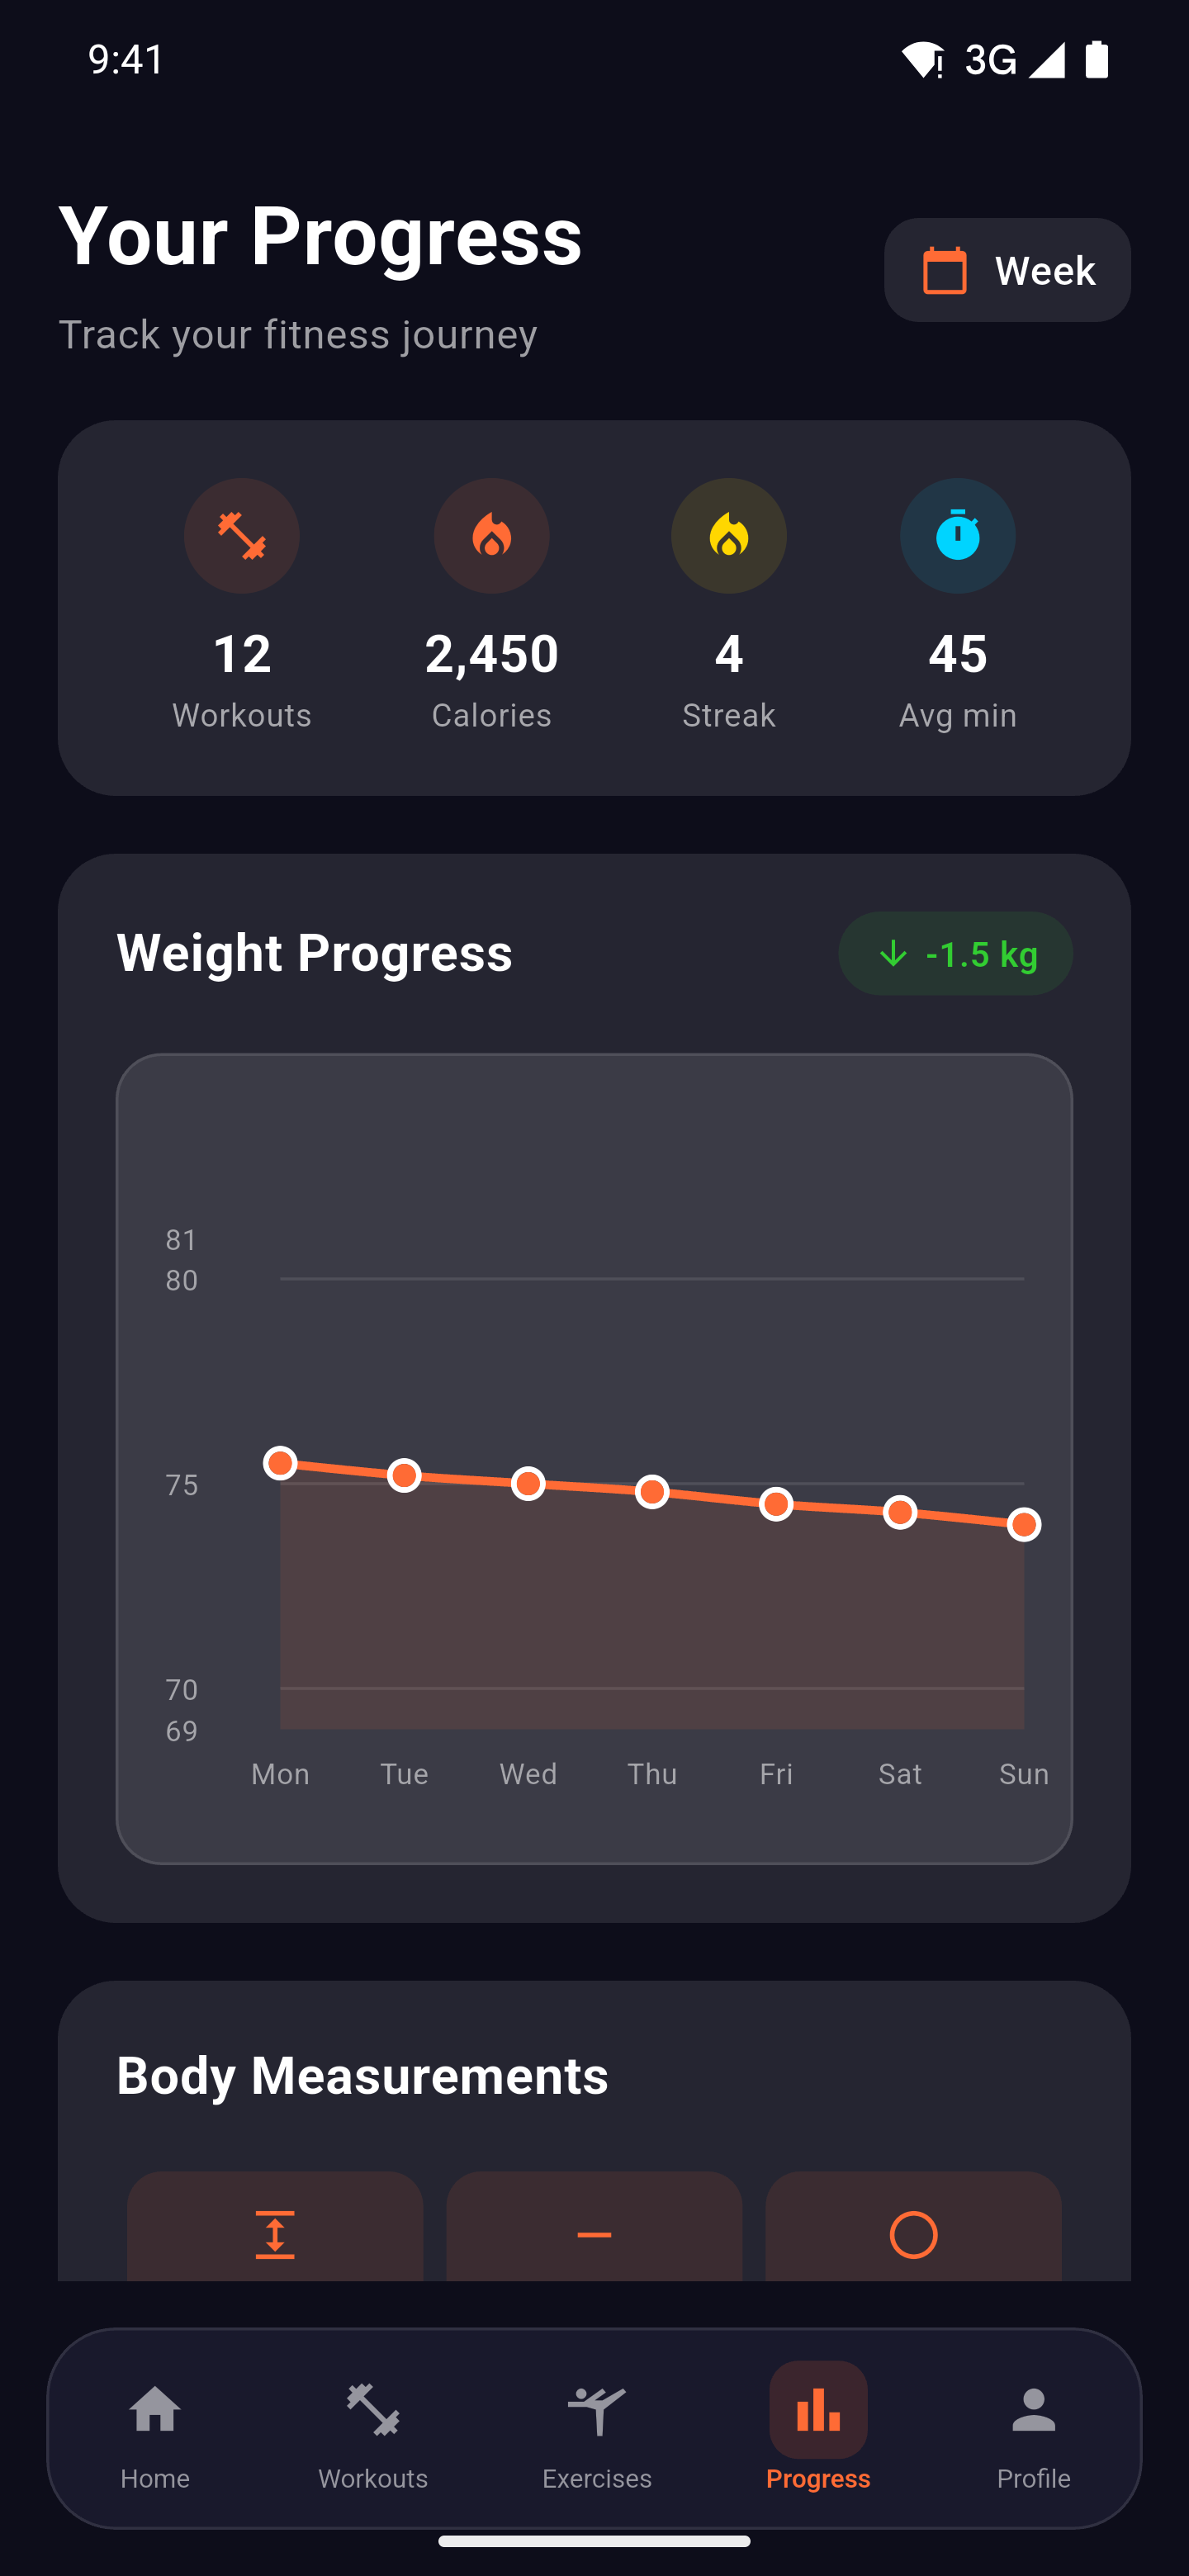 9:41
3G
Your Progress
Week
Track your fitness journey
12
2,450
4
45
Workouts
Calories
Streak
Avg min
Weight Progress
-1.5 kg
81
80
75
70
69
Mon
Tue
Wed
Thu
Fri
Sat
Sun
Body Measurements
Home
Workouts
Exercises
Progress
Profile